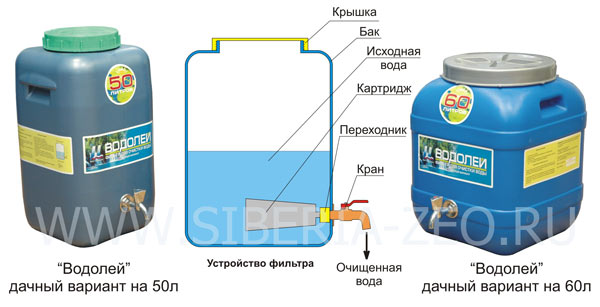 Крышка
Бак
Исходная
вода
Картридж
Переходник
Кран
Очищенная
вода
Устройство фильтра
50
ЛИТРОВ
ВОДОЛЕЙ
60
ВОДОЛЕЙ
WWW.SIBERIA-ZEO.RU
“Водолей”
дачный вариант на 50л
“Водолей”
дачный вариант на 60л